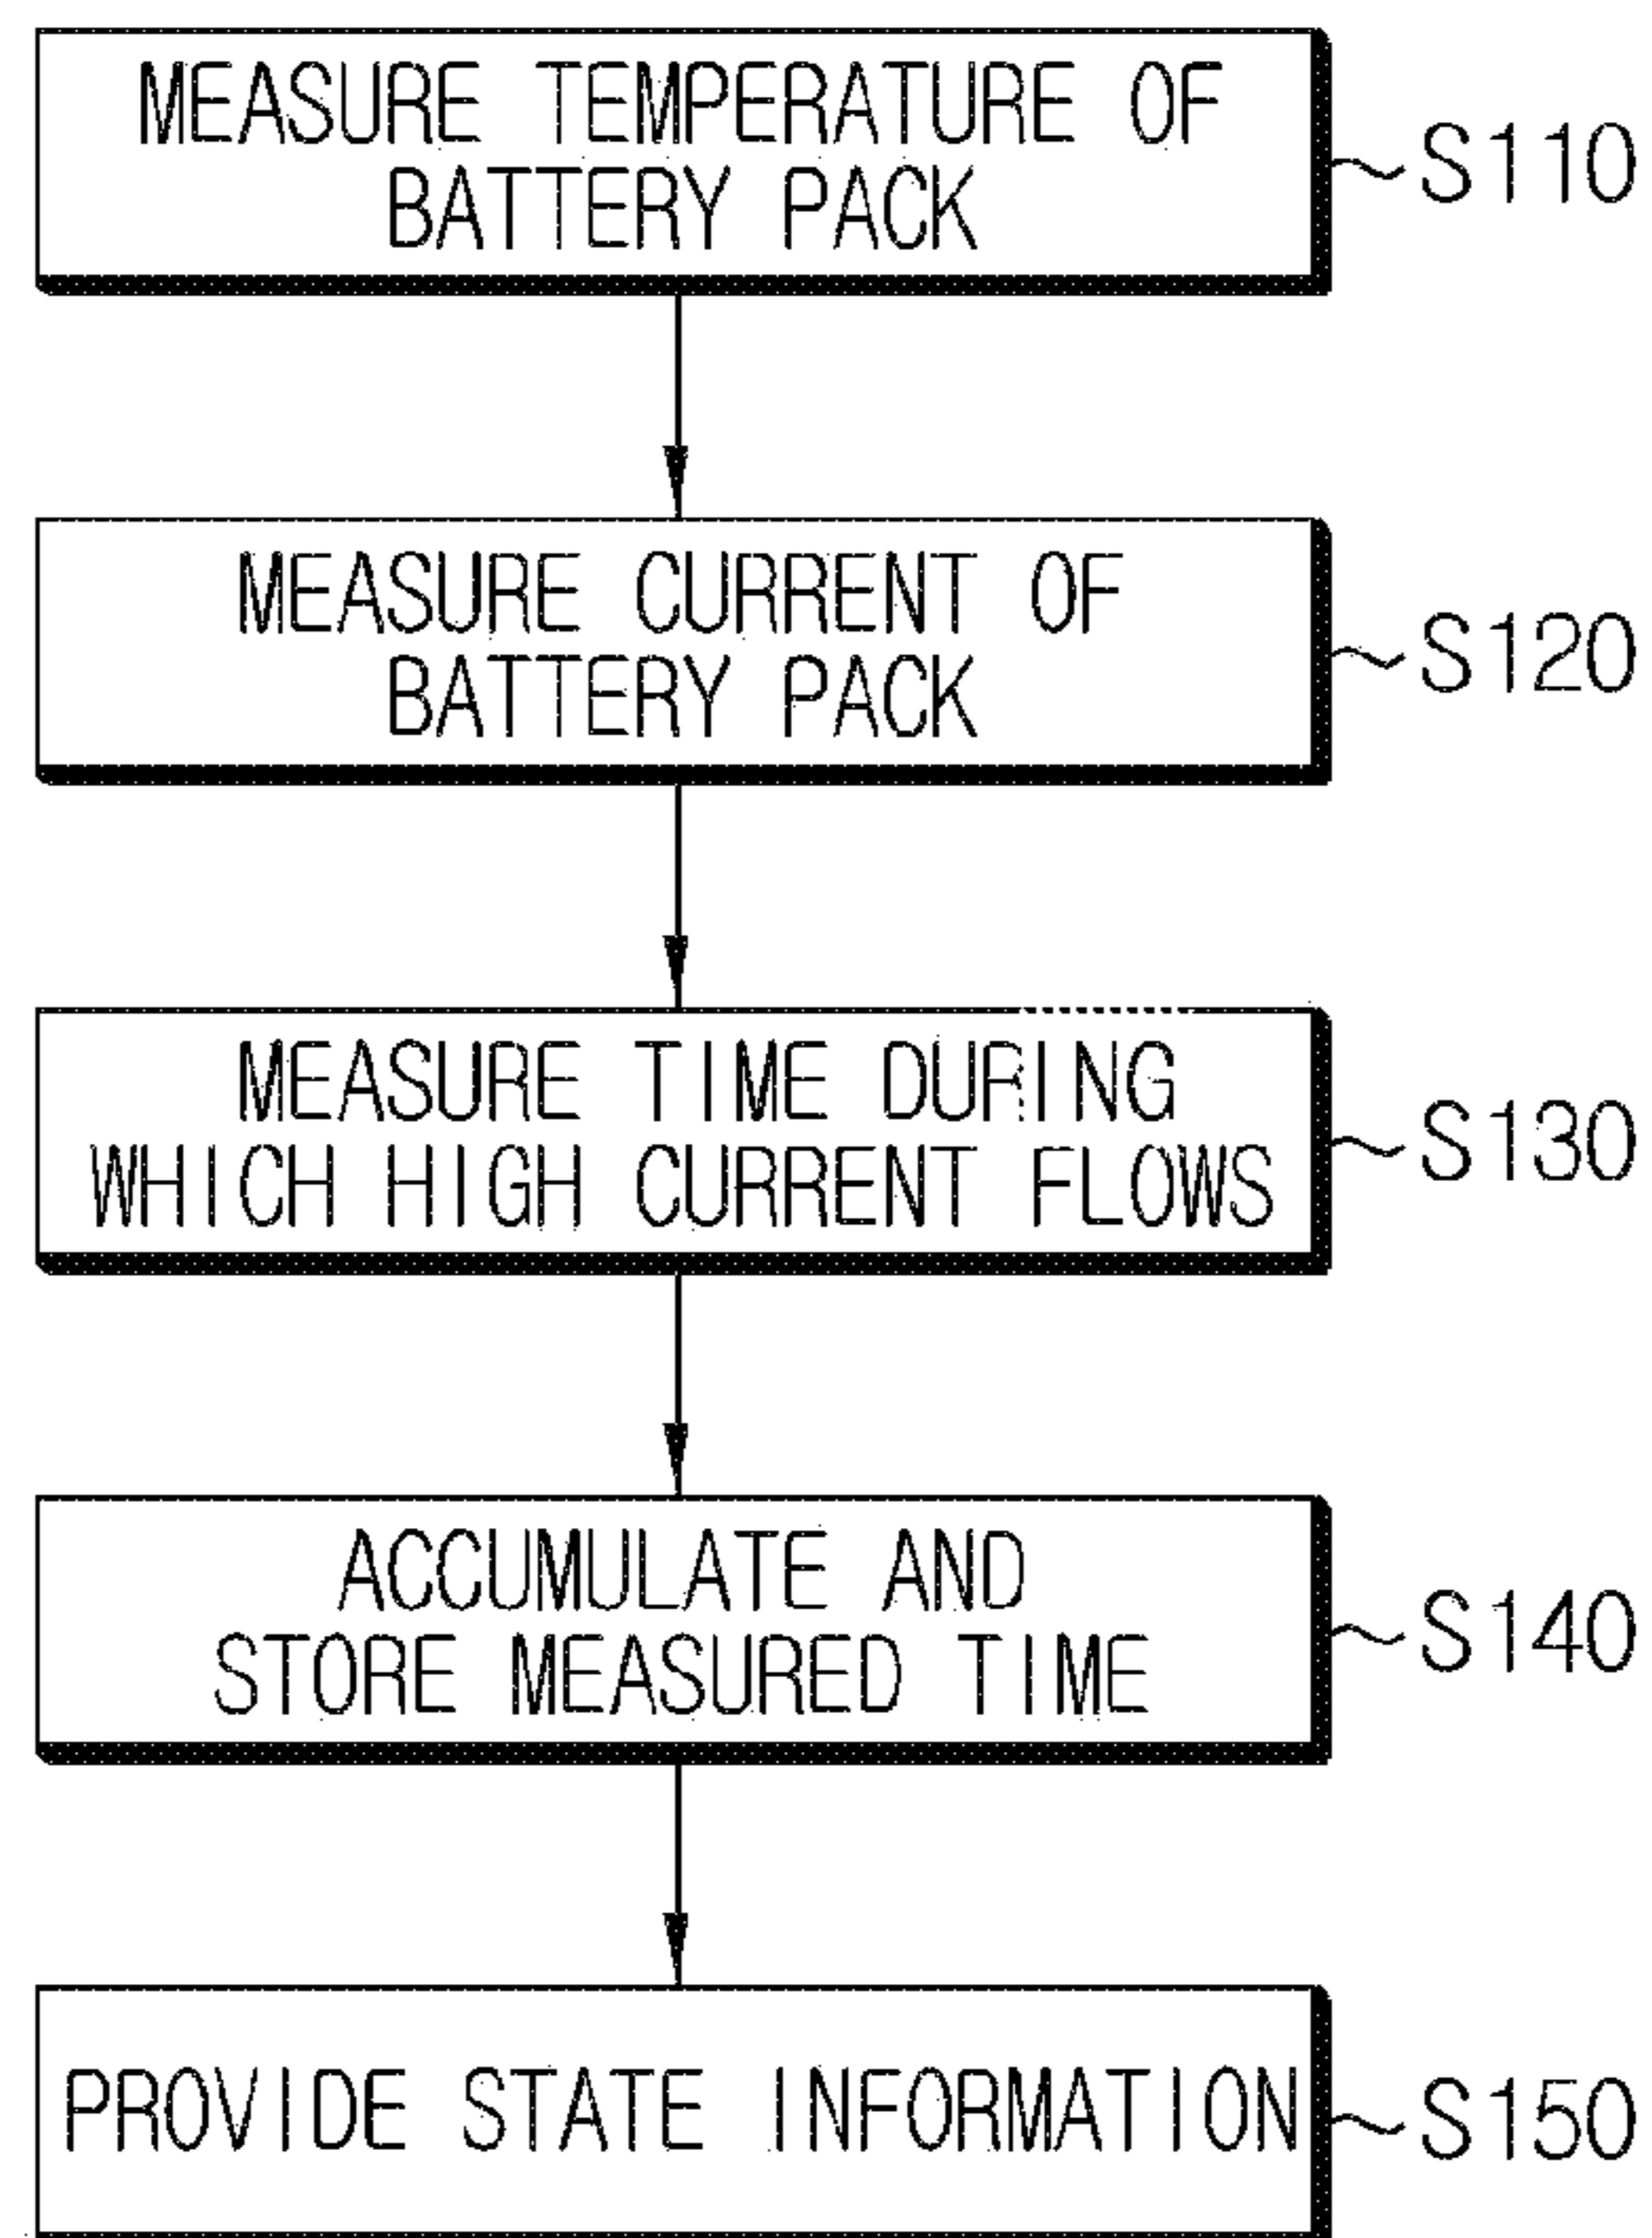 MEASURE TEMPERATURE OF
BATTERY PACK
S110
MEASURE CURRENT OF
BATTERY PACK
S120
MEASURE TIME DURING
WHICH HIGH CURRENT FLOWS
S130
ACCUMULATE AND
STORE MEASURED TIME
S140
PROVIDE STATE INFORMATION
S150